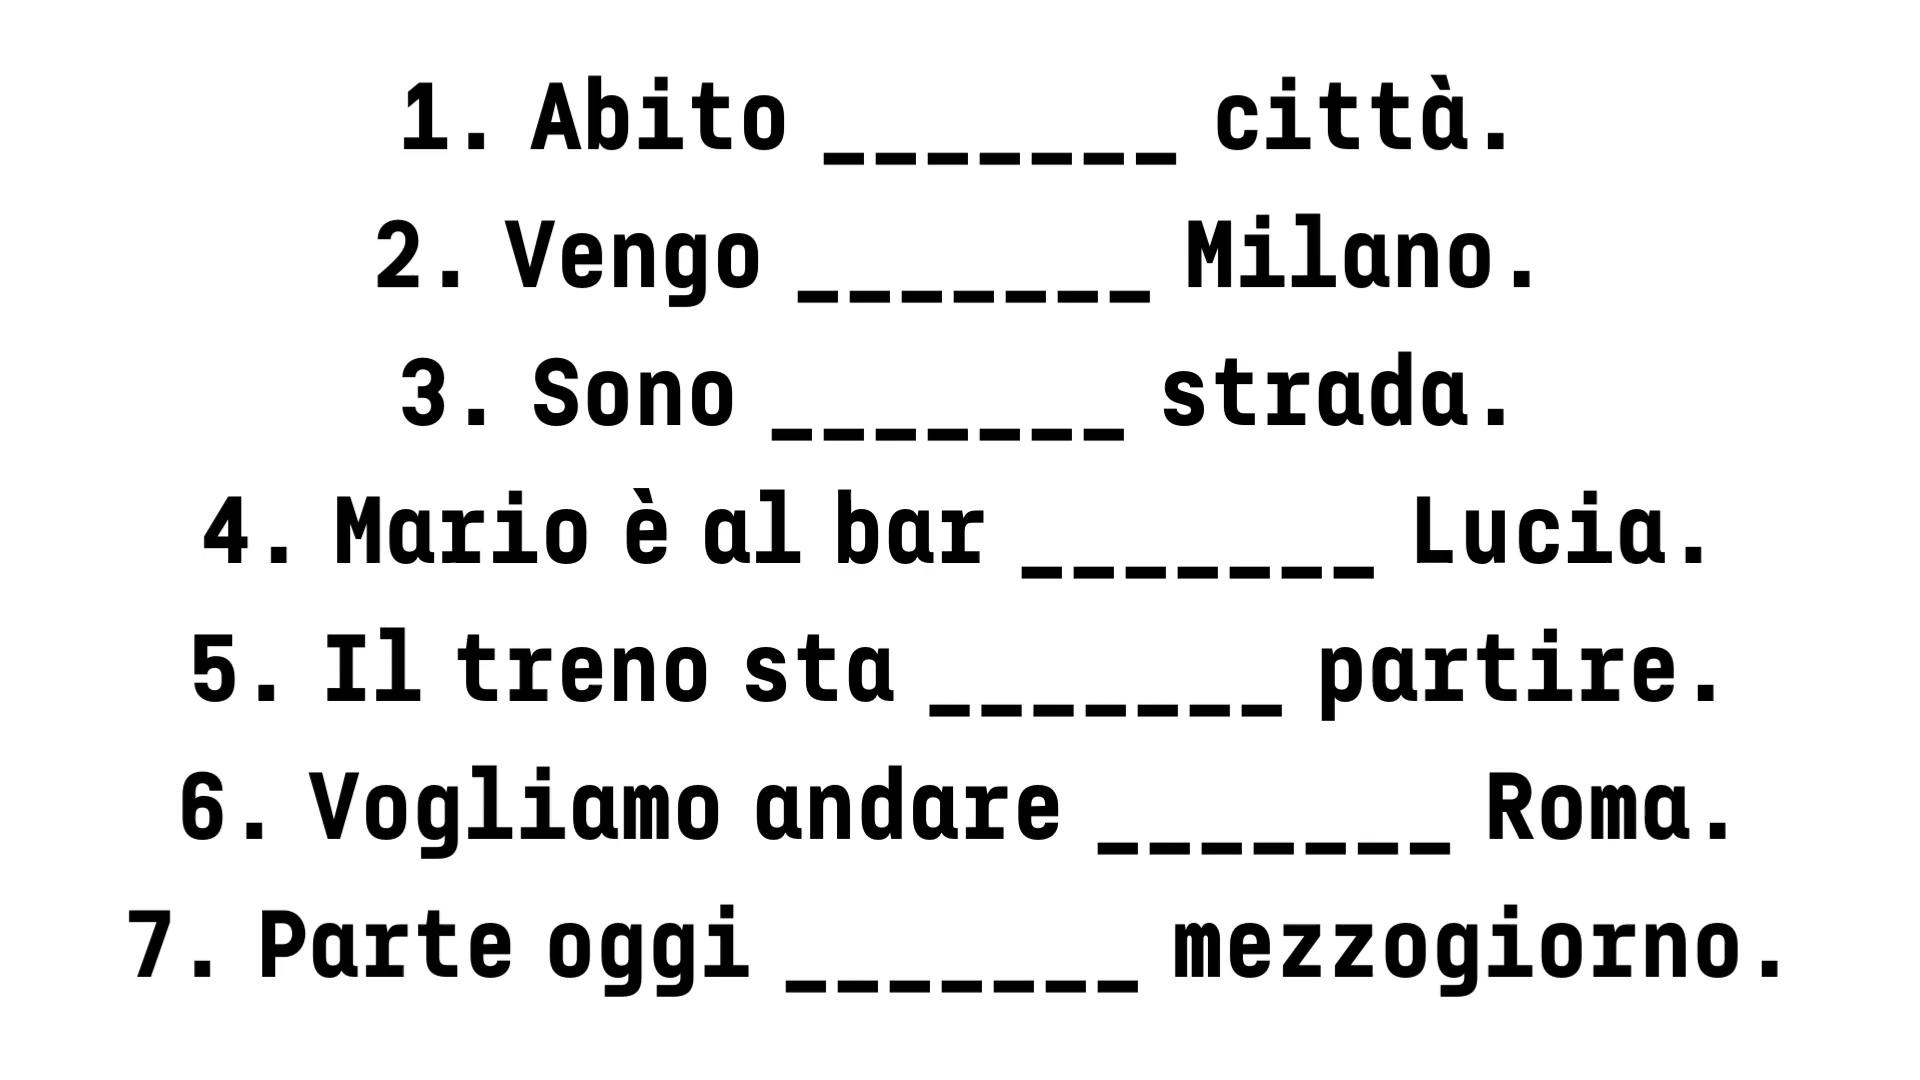 1. Abito _______ città.
2. Vengo _______ Milano.
3. Sono _______ strada.
4. Mario è al bar _______ Lucia.
5. Il treno sta _______ partire.
6. Vogliamo andare _______ Roma.
7. Parte oggi _______ mezzogiorno.